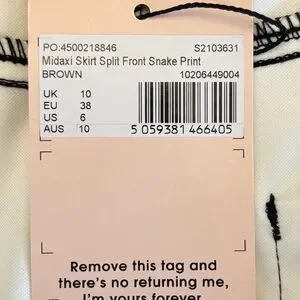 PO:4500218846 S2103631
Midaxi Skirt Split Front Snake Print
BROWN 10206449004
UK 10
EU 38
US 6
AUS 10
5 059381 466405
Remove this tag and
there's no returning me,
I'm yours forever